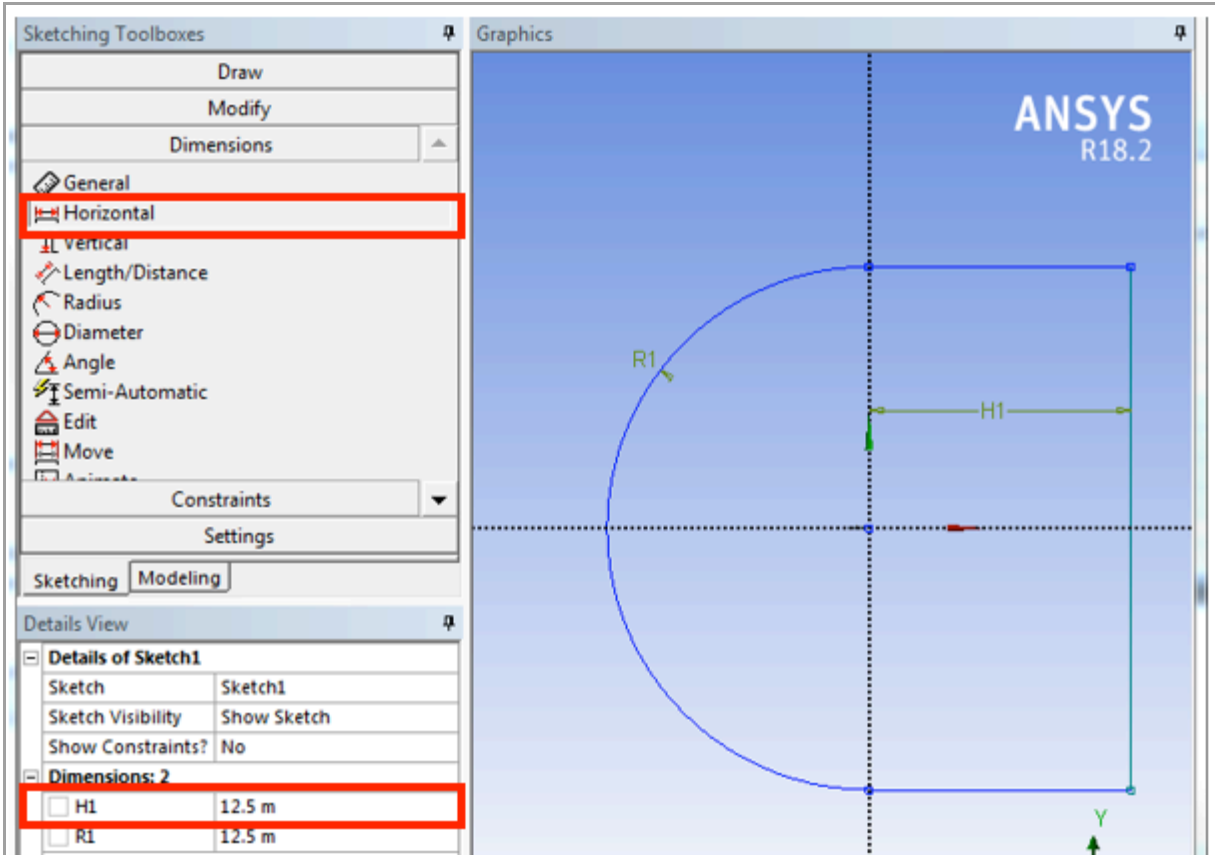 Sketching Toolboxes
Draw
Modify
Dimensions
General
Horizontal
Vertical
Length/Distance
Radius
Diameter
Angle
Semi-Automatic
Edit
Move
Animate
Constraints
Settings
Sketching Modeling
Details View
Details of Sketch1
Sketch Sketch1
Sketch Visibility Show Sketch
Show Constraints? No
Dimensions: 2
H1 12.5 m
R1 12.5 m
Graphics
ANSYS
R18.2
R1
H1
Y